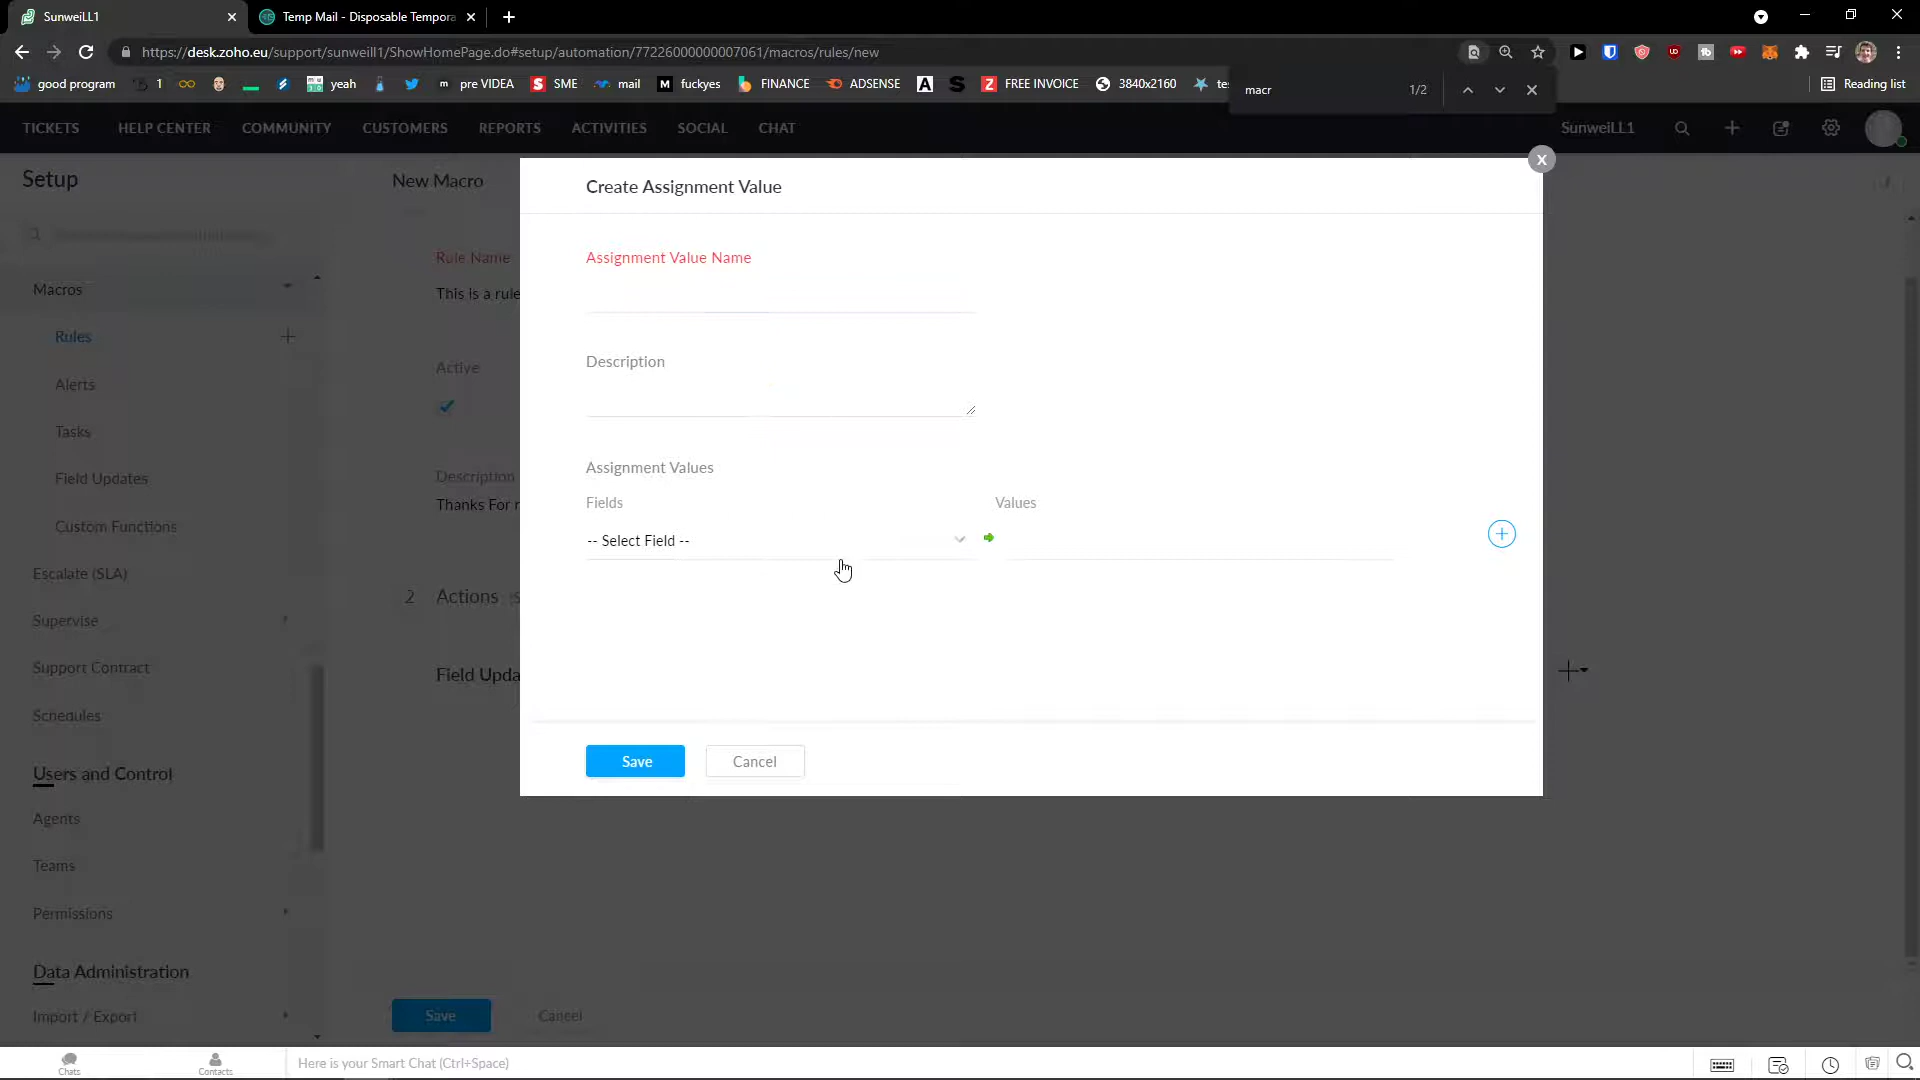 SunweiLL1
Temp Mail - Disposable Tempora
https://desk.zoho.eu/support/sunweill1/ShowHomePage.do#setup/automation/77226000000007061/macros/rules/new
good program
1
yeah
pre VIDEA
SME
mail
fuckyes
FINANCE
ADSENSE
FREE INVOICE
3840x2160
tes
Reading list
macr
1/2
TICKETS
HELP CENTER
COMMUNITY
CUSTOMERS
REPORTS
ACTIVITIES
SOCIAL
CHAT
SunweiLL1
Setup
New Macro
Macros
Rules
Alerts
Tasks
Field Updates
Custom Functions
Escalate (SLA)
Supervise
Support Contract
Schedules
Users and Control
Agents
Teams
Permissions
Data Administration
Import / Export
Rule Name
This is a rule
Active
Description
Thanks For r
2
Actions
Field Upda
Save
Cancel
X
Create Assignment Value
Assignment Value Name
Description
Assignment Values
Fields
Values
-- Select Field --
Save
Cancel
Chats
Contacts
Here is your Smart Chat (Ctrl+Space)